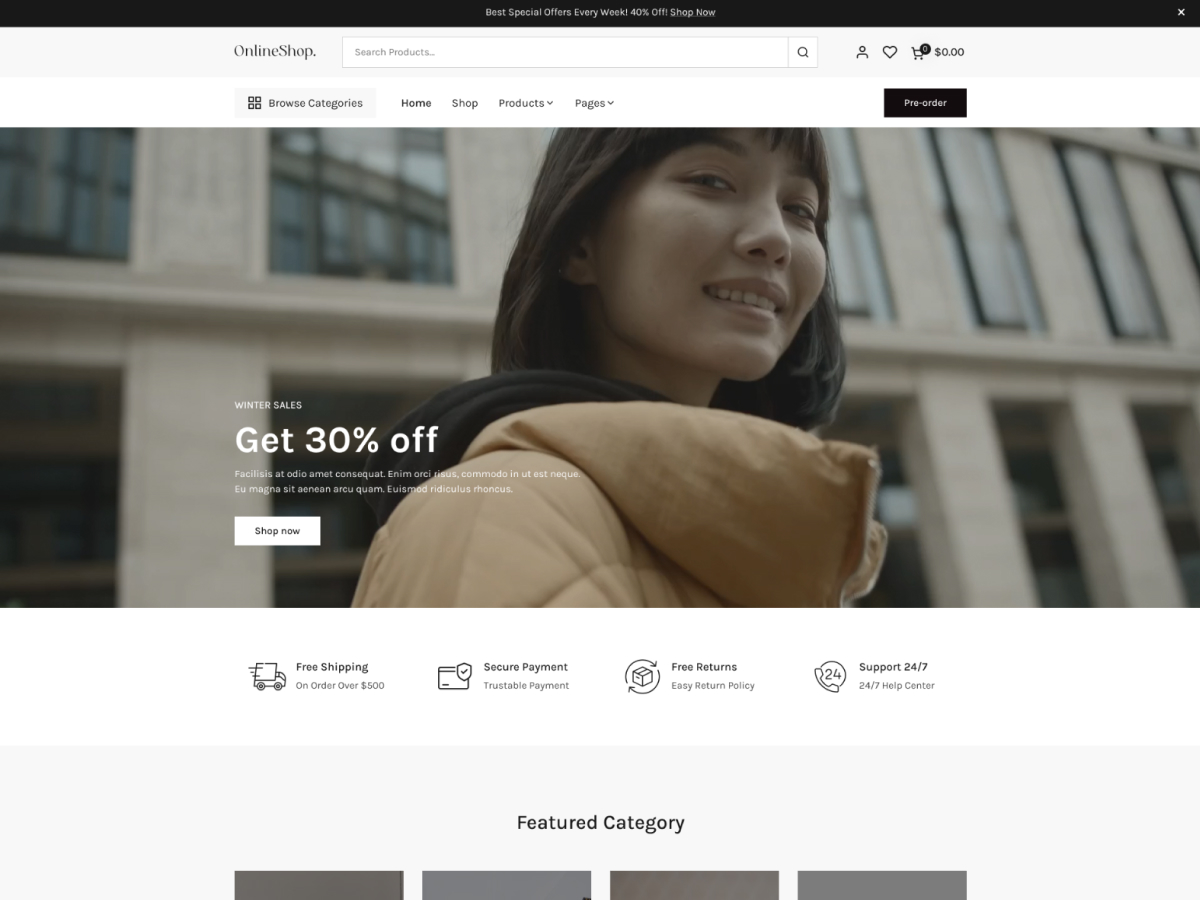 Best Special Offers Every Week! 40% Off! Shop Now
OnlineShop.
Search Products...
0
$0.00
Browse Categories
Home
Shop
Products
Pages
Pre-order
WINTER SALES
Get 30% off
Facilisis at odio amet consequat. Enim orci risus, commodo in ut est neque.
Eu magna sit aenean arcu quam. Euismod ridiculus rhoncus.
Shop now
Free Shipping
On Order Over $500
Secure Payment
Trustable Payment
Free Returns
Easy Return Policy
24
Support 24/7
24/7 Help Center
Featured Category